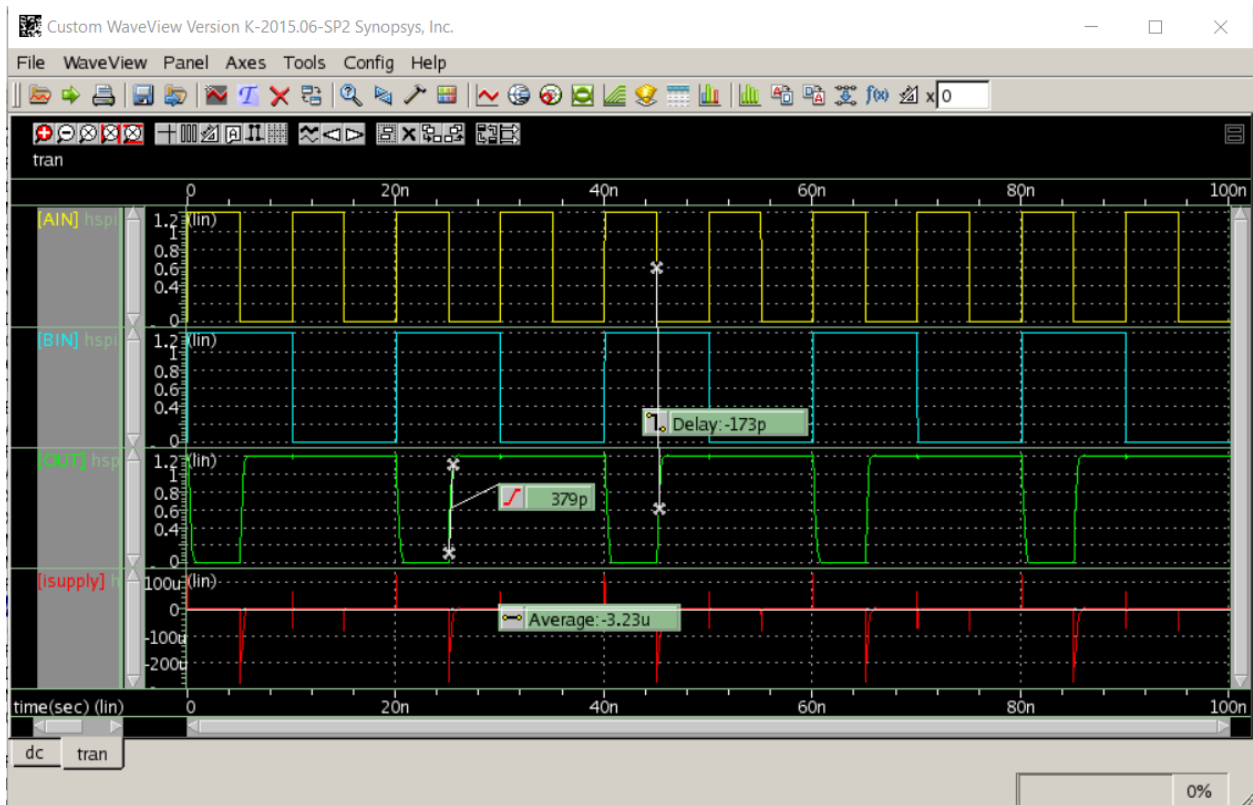 Custom WaveView Version K-2015.06-SP2 Synopsys, Inc.
File WaveView Panel Axes Tools Config Help
x 0
tran
0 20n 40n 60n 80n 100n
[AIN] hspi
1.2 (lin)
1
0.8
0.6
0.4
0
[BIN] hspi
1.2 (lin)
1
0.8
0.6
0.4
0
Delay:-173p
[OUT] hsp
1.2 (lin)
1
0.8
0.6
0.4
0
379p
[isupply] h
100u (lin)
0
-100u
-200u
Average:-3.23u
time(sec) (lin)
0 20n 40n 60n 80n 100n
dc tran
0%